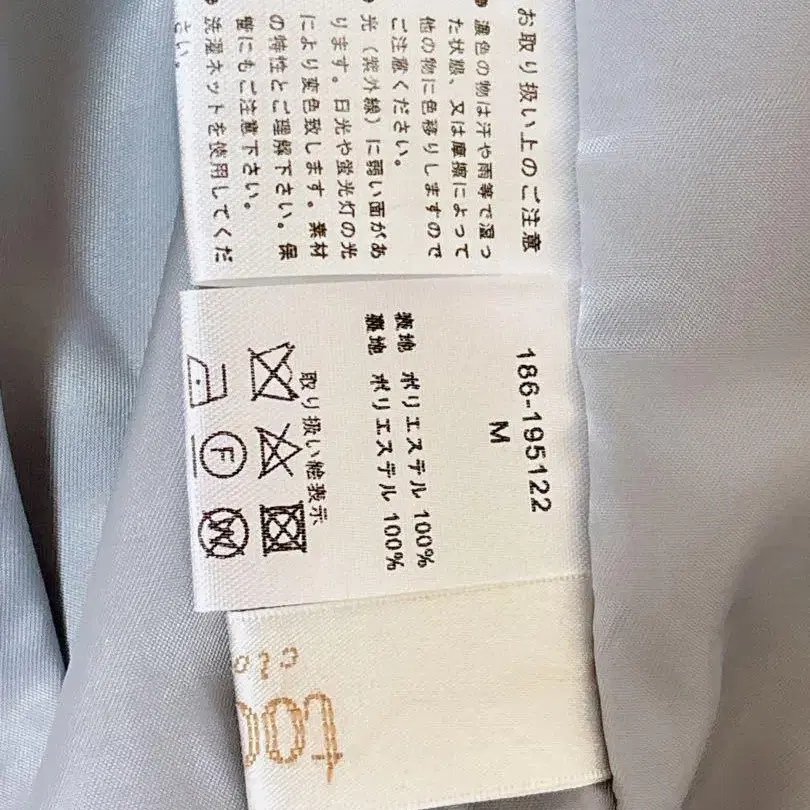 お取り扱い上のご注意
● 濃色の物は汗や雨等で湿っ
た状態、又は摩擦によって
他の物に色移りしますので
ご注意ください。
● 光(紫外線)に弱い面があ
ります。日光や蛍光灯の光
により変色致します。素材
の特性とご理解下さい。保
管にもご注意下さい。
● 洗濯ネットを使用してくだ
さい。
186-195122
M
表地 ポリエステル 100%
裏地 ポリエステル 100%
取り扱い絵表示
F
W